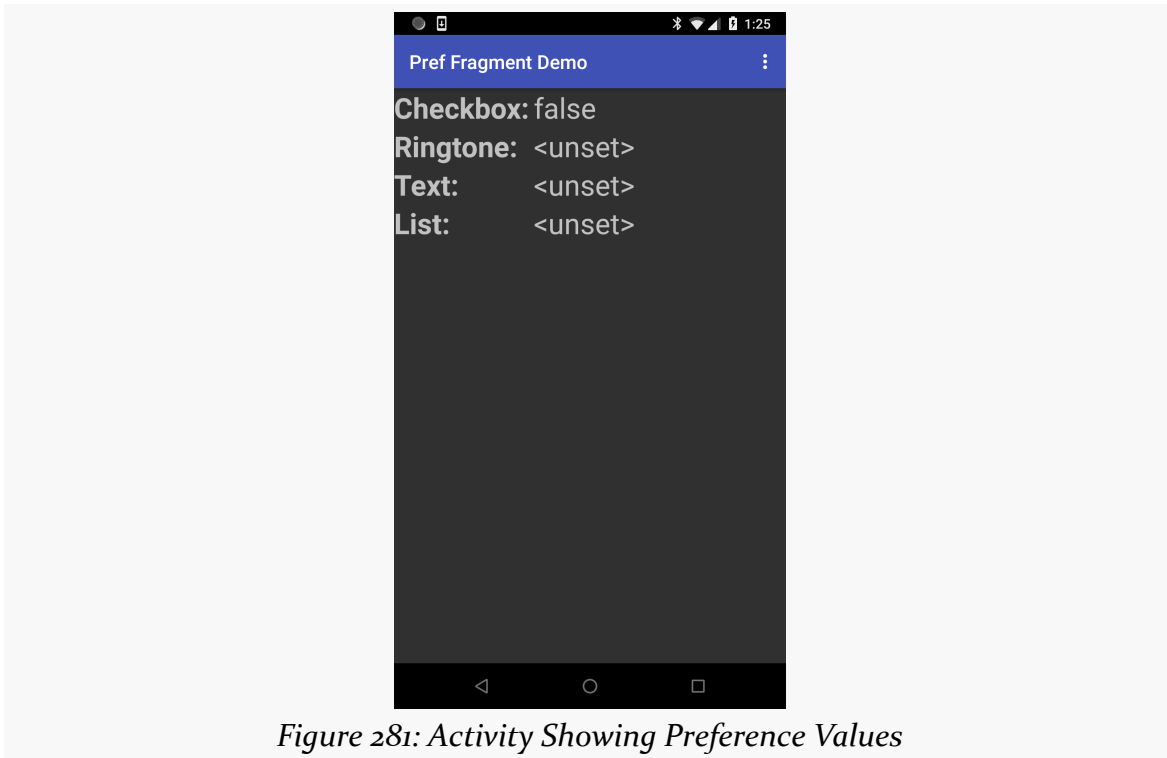 1:25
Pref Fragment Demo
Checkbox: false
Ringtone: <unset>
Text: <unset>
List: <unset>
Figure 281: Activity Showing Preference Values